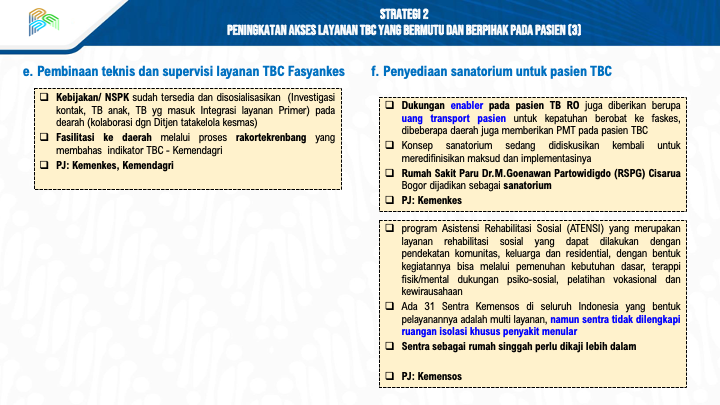 STRATEGI 2
PENINGKATAN AKSES LAYANAN TBC YANG BERMUTU DAN BERPIHAK PADA PASIEN (3)
e. Pembinaan teknis dan supervisi layanan TBC Fasyankes
❑ Kebijakan/ NSPK sudah tersedia dan disosialisasikan (Investigasi
kontak, TB anak, TB yg masuk Integrasi layanan Primer) pada
dearah (kolaborasi dgn Ditjen tatakelola kesmas)
❑ Fasilitasi ke daerah melalui proses rakortekrenbang yang
membahas indikator TBC - Kemendagri
❑ PJ: Kemenkes, Kemendagri
f. Penyediaan sanatorium untuk pasien TBC
❑ Dukungan enabler pada pasien TB RO juga diberikan berupa
uang transport pasien untuk kepatuhan berobat ke faskes,
dibeberapa daerah juga memberikan PMT pada pasien TBC
❑ Konsep sanatorium sedang didiskusikan kembali untuk
meredifinisikan maksud dan implementasinya
❑ Rumah Sakit Paru Dr.M.Goenawan Partowidigdo (RSPG) Cisarua
Bogor dijadikan sebagai sanatorium
❑ PJ: Kemenkes
❑ program Asistensi Rehabilitasi Sosial (ATENSI) yang merupakan
layanan rehabilitasi sosial yang dapat dilakukan dengan
pendekatan komunitas, keluarga dan residential, dengan bentuk
kegiatannya bisa melalui pemenuhan kebutuhan dasar, terappi
fisik/mental dukungan psiko-sosial, pelatihan vokasional dan
kewirausahaan
❑ Ada 31 Sentra Kemensos di seluruh Indonesia yang bentuk
pelayanannya adalah multi layanan, namun sentra tidak dilengkapi
ruangan isolasi khusus penyakit menular
❑ Sentra sebagai rumah singgah perlu dikaji lebih dalam
❑ PJ: Kemensos